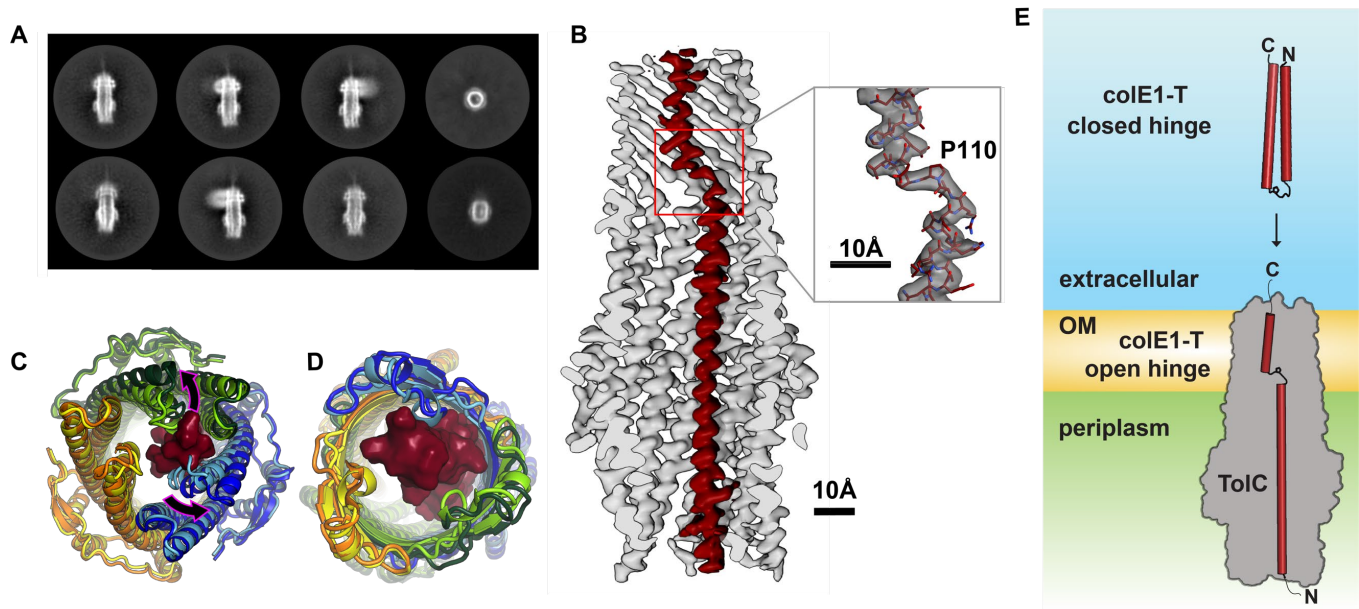 A
B
P110
10Å
10Å
C
D
E
C
N
colE1-T
closed hinge
C
extracellular
OM
colE1-T
open hinge
periplasm
TolC
N